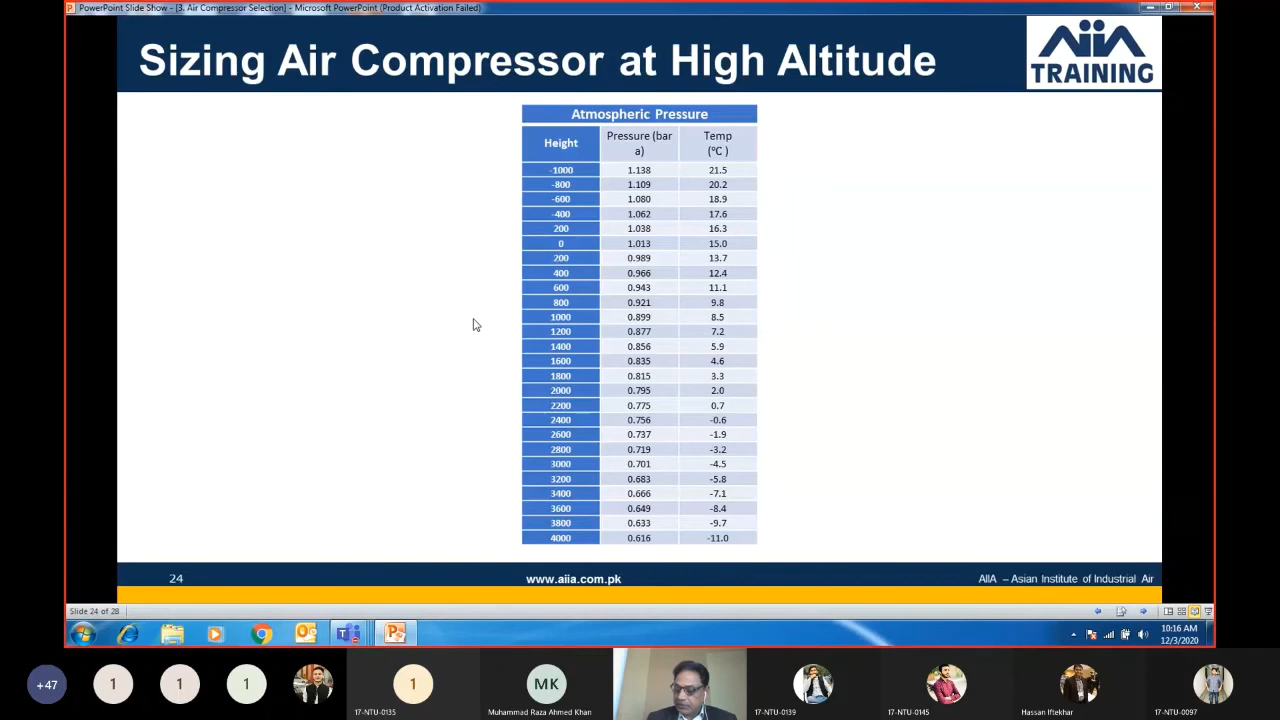 PowerPoint Slide Show - [3. Air Compressor Selection] - Microsoft PowerPoint (Product Activation Failed)
Sizing Air Compressor at High Altitude
AiiA
TRAINING
Atmospheric Pressure
Height Pressure (bar a) Temp (°C )
-1000 1.138 21.5
-800 1.109 20.2
-600 1.080 18.9
-400 1.062 17.6
200 1.038 16.3
0 1.013 15.0
200 0.989 13.7
400 0.966 12.4
600 0.943 11.1
800 0.921 9.8
1000 0.899 8.5
1200 0.877 7.2
1400 0.856 5.9
1600 0.835 4.6
1800 0.815 3.3
2000 0.795 2.0
2200 0.775 0.7
2400 0.756 -0.6
2600 0.737 -1.9
2800 0.719 -3.2
3000 0.701 -4.5
3200 0.683 -5.8
3400 0.666 -7.1
3600 0.649 -8.4
3800 0.633 -9.7
4000 0.616 -11.0
24 www.aiia.com.pk AIIA – Asian Institute of Industrial Air
Slide 24 of 28
10:16 AM
12/3/2020
+47 1 1 1 1 MK
17-NTU-0135 Muhammad Raza Ahmed Khan 17-NTU-0139 17-NTU-0145 Hassan Iftekhar 17-NTU-0097